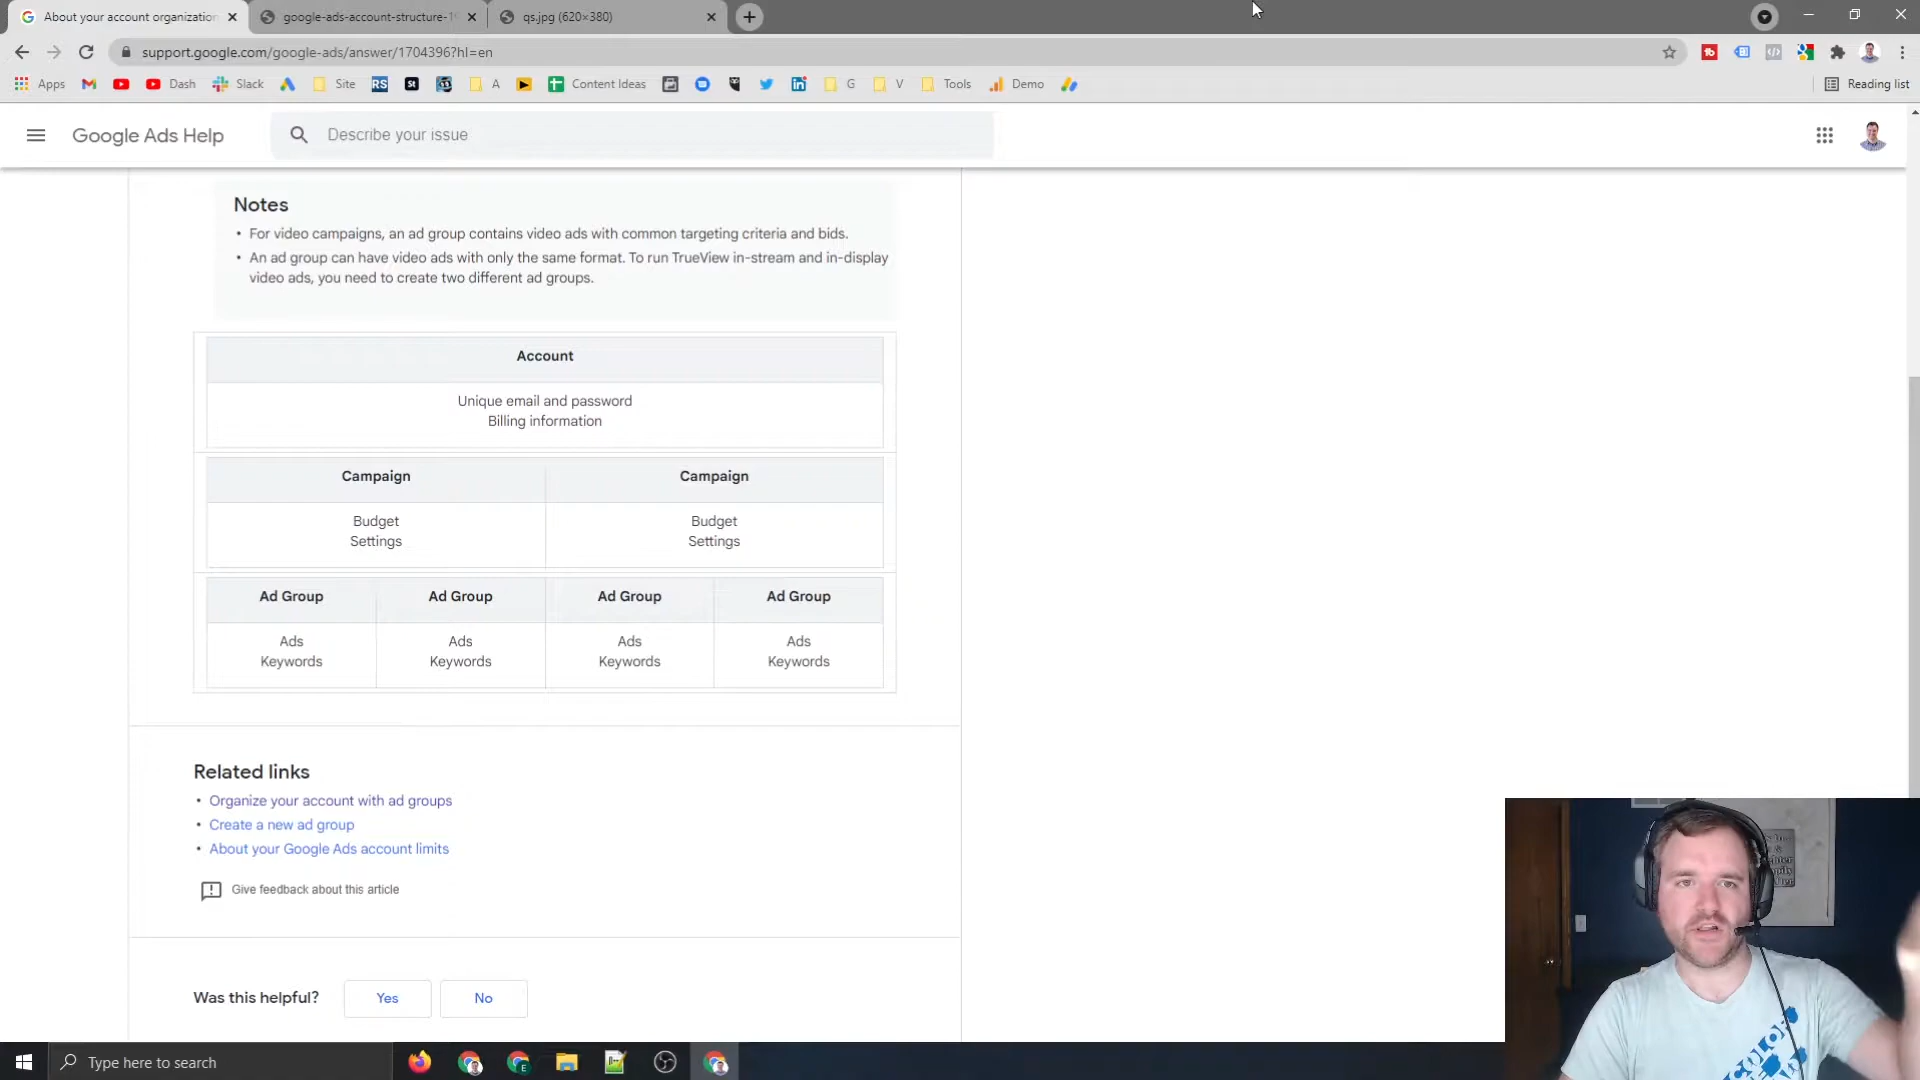 About your account organization
google-ads-account-structure-1
qs.jpg (620×380)
support.google.com/google-ads/answer/1704396?hl=en
Apps
Dash
Slack
Site
RS
St
A
Content Ideas
G
V
Tools
Demo
Reading list
Google Ads Help
Describe your issue
Notes
• For video campaigns, an ad group contains video ads with common targeting criteria and bids.
• An ad group can have video ads with only the same format. To run TrueView in-stream and in-display
video ads, you need to create two different ad groups.
Account
Unique email and password
Billing information
Campaign Campaign
Budget Budget
Settings Settings
Ad Group Ad Group Ad Group Ad Group
Ads Ads Ads Ads
Keywords Keywords Keywords Keywords
Related links
• Organize your account with ad groups
• Create a new ad group
• About your Google Ads account limits
Give feedback about this article
Was this helpful? Yes No
Type here to search